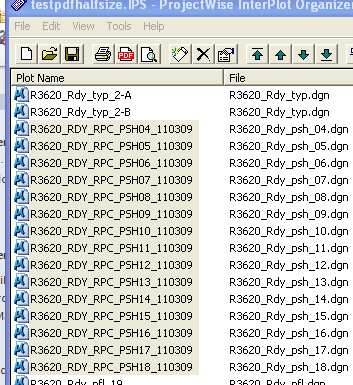 testpdfhalfsize.IPS - ProjectWise InterPlot Organizer
File Edit View Tools Help
PDF
Plot Name File
R3620_Rdy_typ_2-A R3620_Rdy_typ.dgn
R3620_Rdy_typ_2-B R3620_Rdy_typ.dgn
R3620_RDY_RPC_PSH04_110309 R3620_Rdy_psh_04.dgn
R3620_RDY_RPC_PSH05_110309 R3620_Rdy_psh_05.dgn
R3620_RDY_RPC_PSH06_110309 R3620_Rdy_psh_06.dgn
R3620_RDY_RPC_PSH07_110309 R3620_Rdy_psh_07.dgn
R3620_RDY_RPC_PSH08_110309 R3620_Rdy_psh_08.dgn
R3620_RDY_RPC_PSH09_110309 R3620_Rdy_psh_09.dgn
R3620_RDY_RPC_PSH10_110309 R3620_Rdy_psh_10.dgn
R3620_RDY_RPC_PSH11_110309 R3620_Rdy_psh_11.dgn
R3620_RDY_RPC_PSH12_110309 R3620_Rdy_psh_12.dgn
R3620_RDY_RPC_PSH13_110309 R3620_Rdy_psh_13.dgn
R3620_RDY_RPC_PSH14_110309 R3620_Rdy_psh_14.dgn
R3620_RDY_RPC_PSH15_110309 R3620_Rdy_psh_15.dgn
R3620_RDY_RPC_PSH16_110309 R3620_Rdy_psh_16.dgn
R3620_RDY_RPC_PSH17_110309 R3620_Rdy_psh_17.dgn
R3620_RDY_RPC_PSH18_110309 R3620_Rdy_psh_18.dgn
R3620_Rdy_pfl_19 R3620_Rdy_pfl.dgn